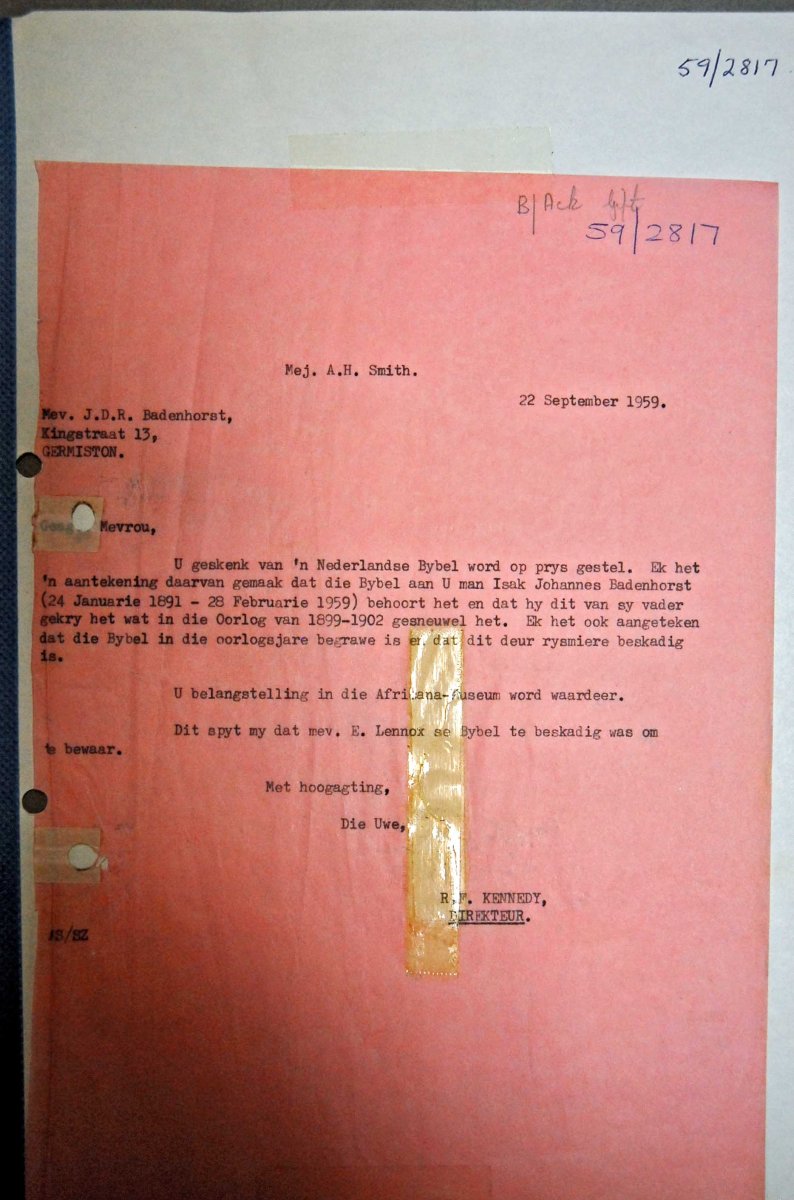 59/2817
B/Ack
59/2817
Mej. A.H. Smith.
22 September 1959.
Mev. J.D.R. Badenhorst,
Kingstraat 13,
GERMISTON.
Mevrou,
U geskenk van 'n Nederlandse Bybel word op prys gestel. Ek het
'n aantekening daarvan gemaak dat die Bybel aan U man Isak Johannes Badenhorst
(24 Januarie 1891 - 28 Februarie 1959) behoort het en dat hy dit van sy vader
gekry het wat in die Oorlog van 1899-1902 gesneuwel het. Ek het ook aangeteken
dat die Bybel in die oorlogsjare begrawe is en dat dit deur rysmiere beskadig
is.
U belangstelling in die Africana-Museum word waardeer.
Dit spyt my dat mev. E. Lennox se Bybel te beskadig was om
te bewaar.
Met hoogagting,
Die Uwe,
R.F. KENNEDY,
DIREKTEUR.